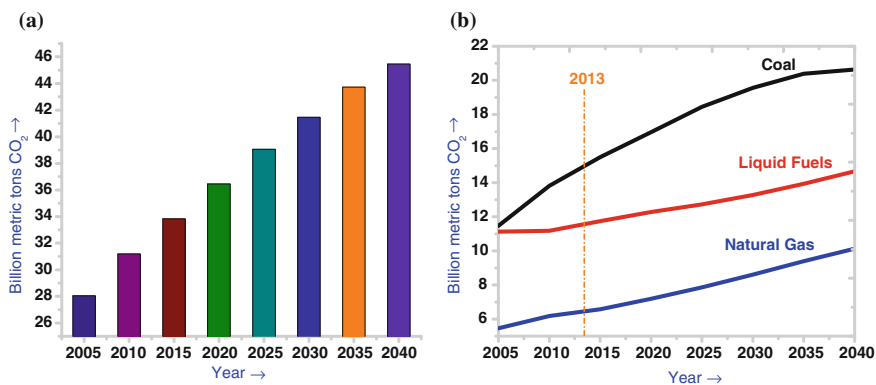 (a)
Billion metric tons CO₂ →
46
44
42
40
38
36
34
32
30
28
26
2005 2010 2015 2020 2025 2030 2035 2040
Year →
(b)
Billion metric tons CO₂ →
22
20
18
16
14
12
10
8
6
2013
Coal
Liquid Fuels
Natural Gas
2005 2010 2015 2020 2025 2030 2035 2040
Year →